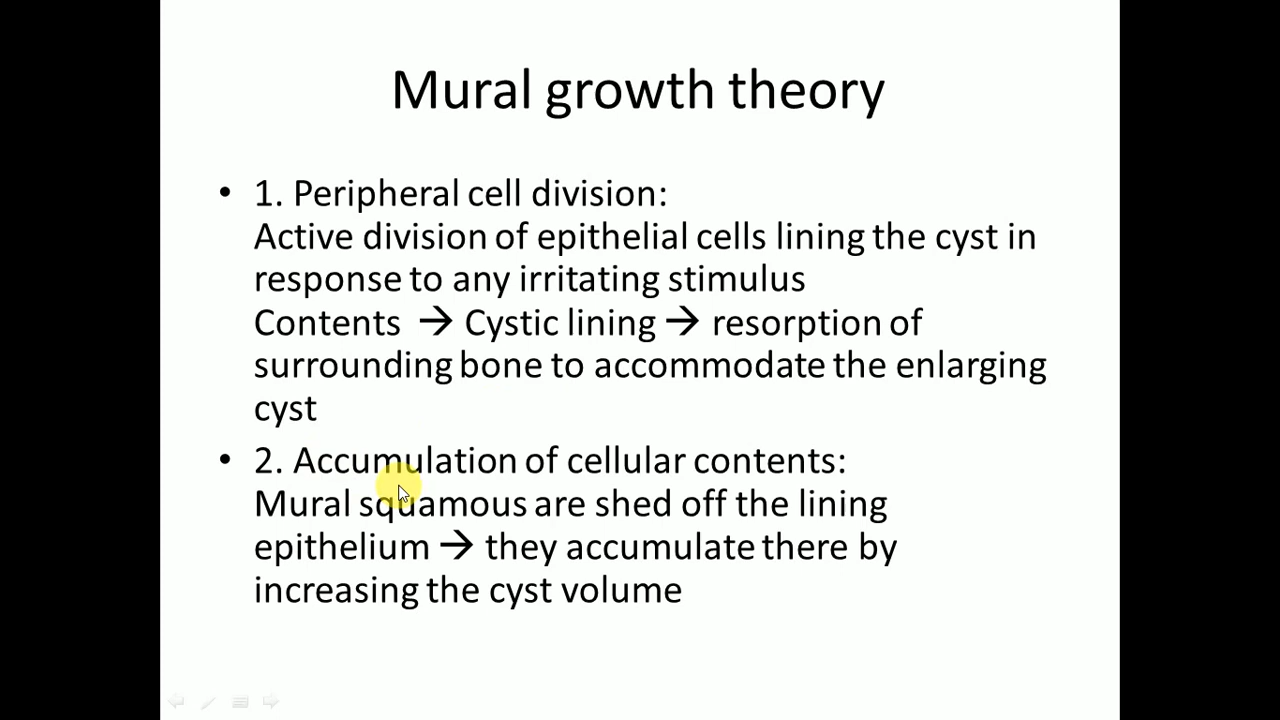 Mural growth theory
• 1. Peripheral cell division:
Active division of epithelial cells lining the cyst in
response to any irritating stimulus
Contents → Cystic lining → resorption of
surrounding bone to accommodate the enlarging
cyst
• 2. Accumulation of cellular contents:
Mural squamous are shed off the lining
epithelium → they accumulate there by
increasing the cyst volume